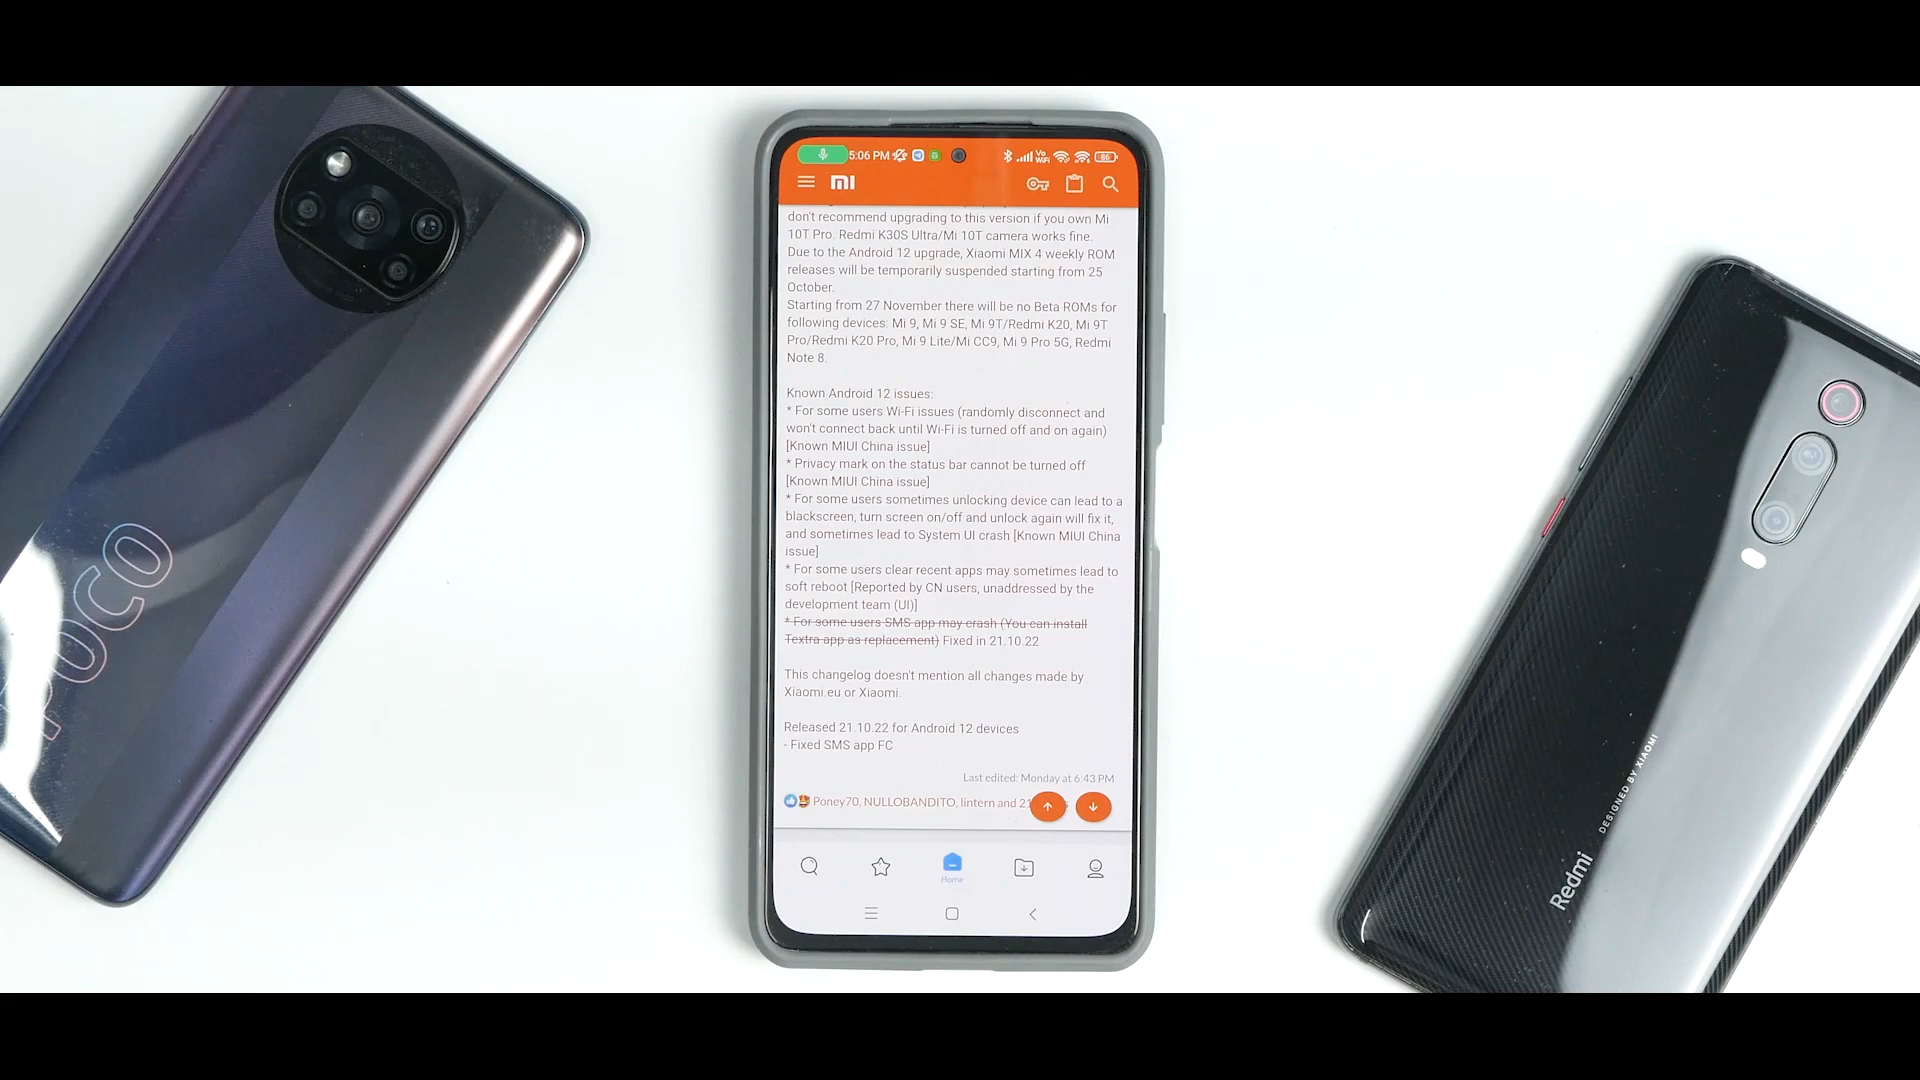 5:06 PM
Vo
WiFi
86
MI
don't recommend upgrading to this version if you own Mi
10T Pro. Redmi K30S Ultra/Mi 10T camera works fine.
Due to the Android 12 upgrade, Xiaomi MIX 4 weekly ROM
releases will be temporarily suspended starting from 25
October.
Starting from 27 November there will be no Beta ROMs for
following devices: Mi 9, Mi 9 SE, Mi 9T/Redmi K20, Mi 9T
Pro/Redmi K20 Pro, Mi 9 Lite/Mi CC9, Mi 9 Pro 5G, Redmi
Note 8.
Known Android 12 issues:
* For some users Wi-Fi issues (randomly disconnect and
won't connect back until Wi-Fi is turned off and on again)
[Known MIUI China issue]
* Privacy mark on the status bar cannot be turned off
[Known MIUI China issue]
* For some users sometimes unlocking device can lead to a
blackscreen, turn screen on/off and unlock again will fix it,
and sometimes lead to System UI crash [Known MIUI China
issue]
* For some users clear recent apps may sometimes lead to
soft reboot [Reported by CN users, unaddressed by the
development team (UI)]
* For some users SMS app may crash (You can install
Textra app as replacement) Fixed in 21.10.22
This changelog doesn't mention all changes made by
Xiaomi.eu or Xiaomi.
Released 21.10.22 for Android 12 devices
- Fixed SMS app FC
Last edited: Monday at 6:43 PM
Poney70, NULLOBANDITO, lintern and 21
Home
POCO
Redmi
DESIGNED BY XIAOMI